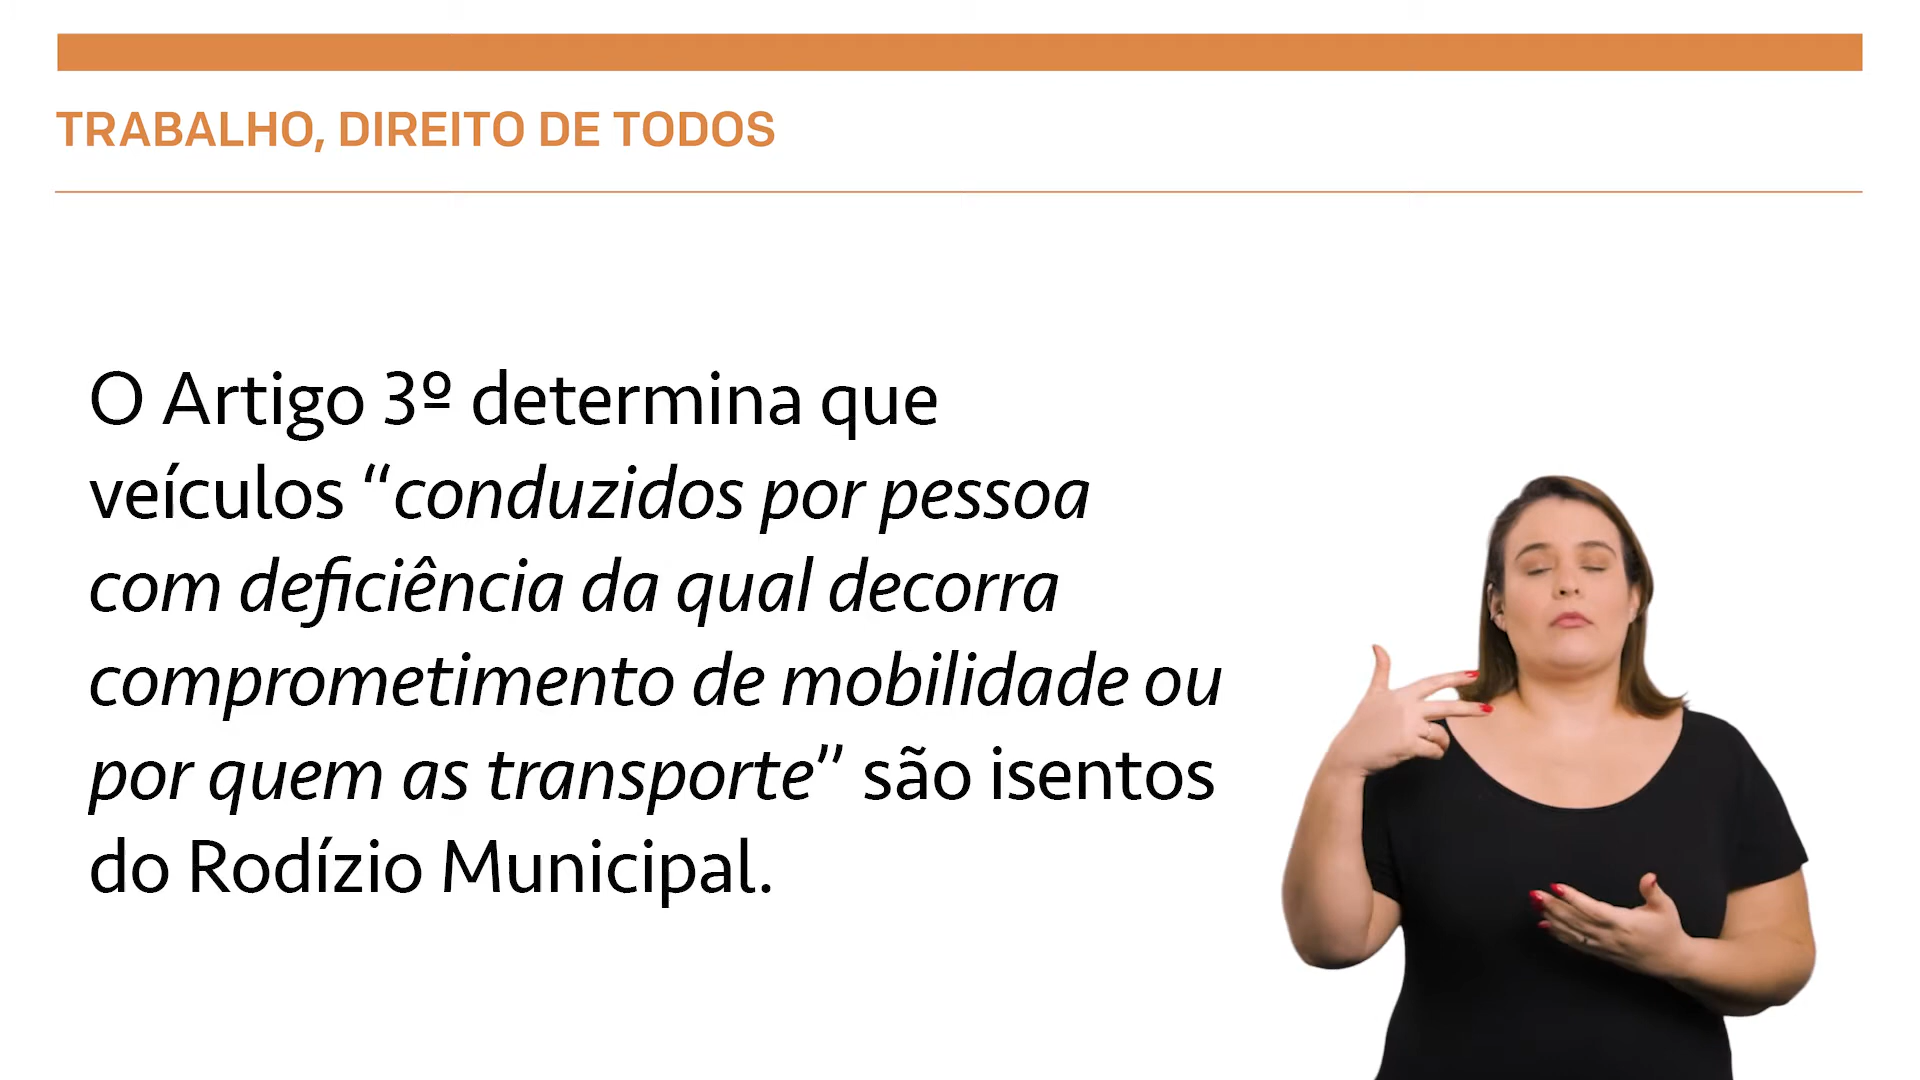 TRABALHO, DIREITO DE TODOS
O Artigo 3º determina que
veículos “conduzidos por pessoa
com deficiência da qual decorra
comprometimento de mobilidade ou
por quem as transporte” são isentos
do Rodízio Municipal.